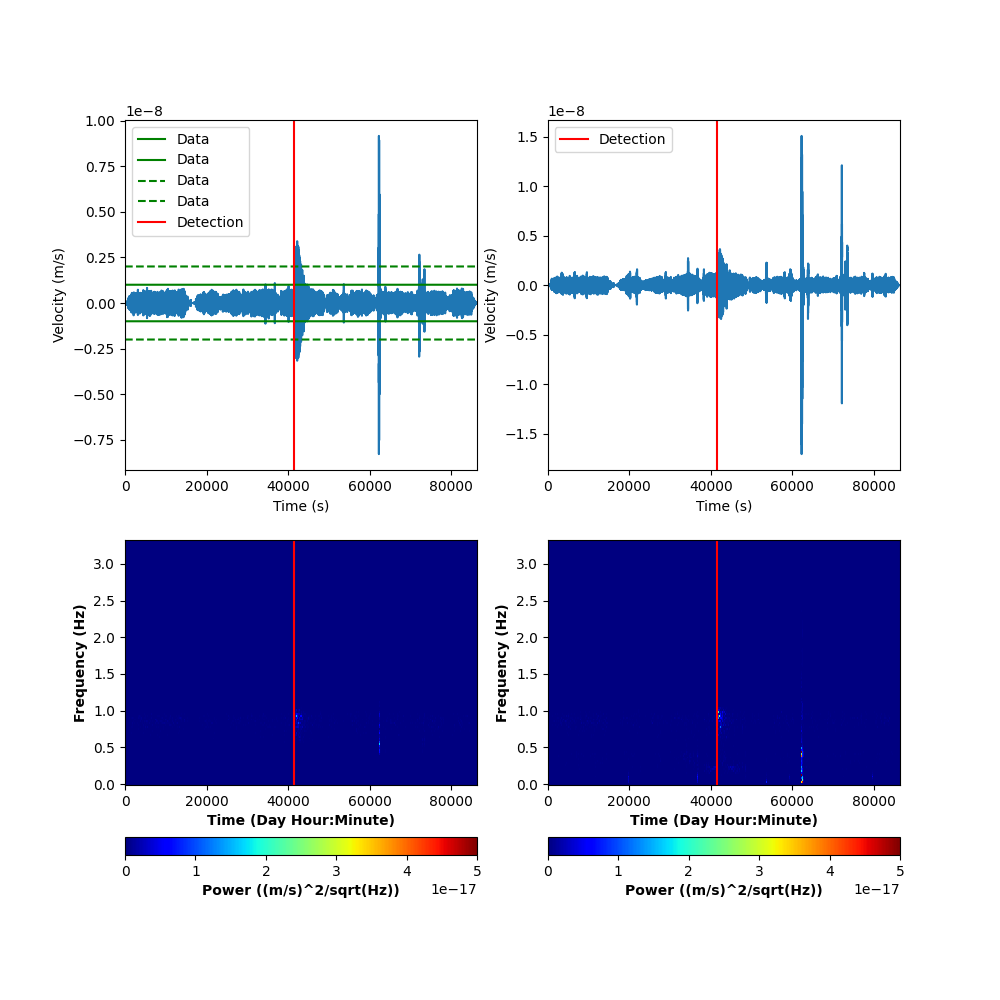 1e−8
1.00
0.75
0.50
0.25
0.00
−0.25
−0.50
−0.75
Velocity (m/s)
Data
Data
Data
Data
Detection
0 20000 40000 60000 80000
Time (s)
1e−8
1.5
1.0
0.5
0.0
−0.5
−1.0
−1.5
Velocity (m/s)
Detection
0 20000 40000 60000 80000
Time (s)
3.0
2.5
2.0
1.5
1.0
0.5
0.0
Frequency (Hz)
0 20000 40000 60000 80000
Time (Day Hour:Minute)
0 1 2 3 4 5
1e−17
Power ((m/s)^2/sqrt(Hz))
3.0
2.5
2.0
1.5
1.0
0.5
0.0
Frequency (Hz)
0 20000 40000 60000 80000
Time (Day Hour:Minute)
0 1 2 3 4 5
1e−17
Power ((m/s)^2/sqrt(Hz))